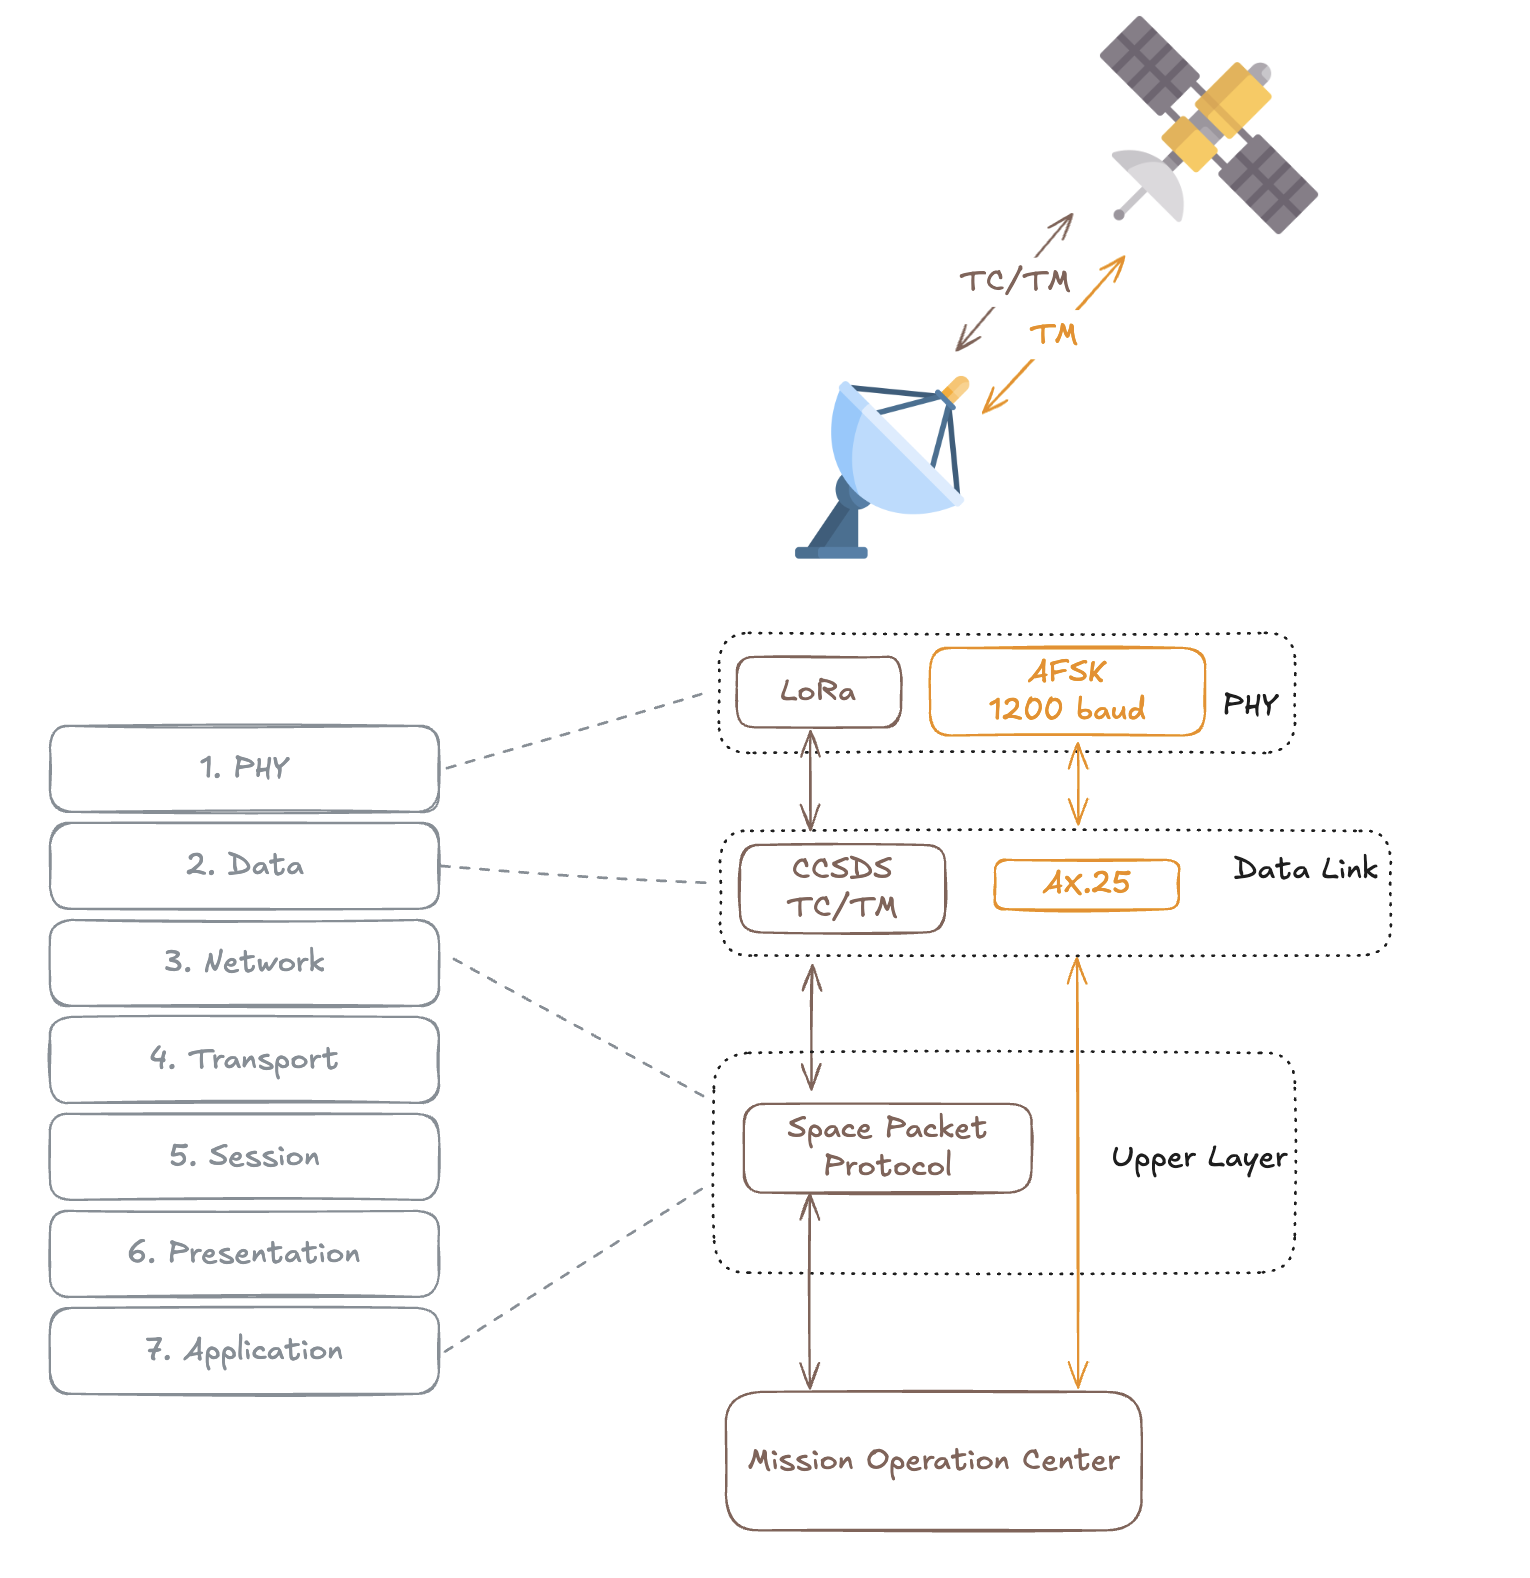 TC/TM
TM
LoRa
AFSK
1200 baud
PHY
1. PHY
2. Data
3. Network
4. Transport
5. Session
6. Presentation
7. Application
CCSDS
TC/TM
AX.25
Data Link
Space Packet
Protocol
Upper Layer
Mission Operation Center